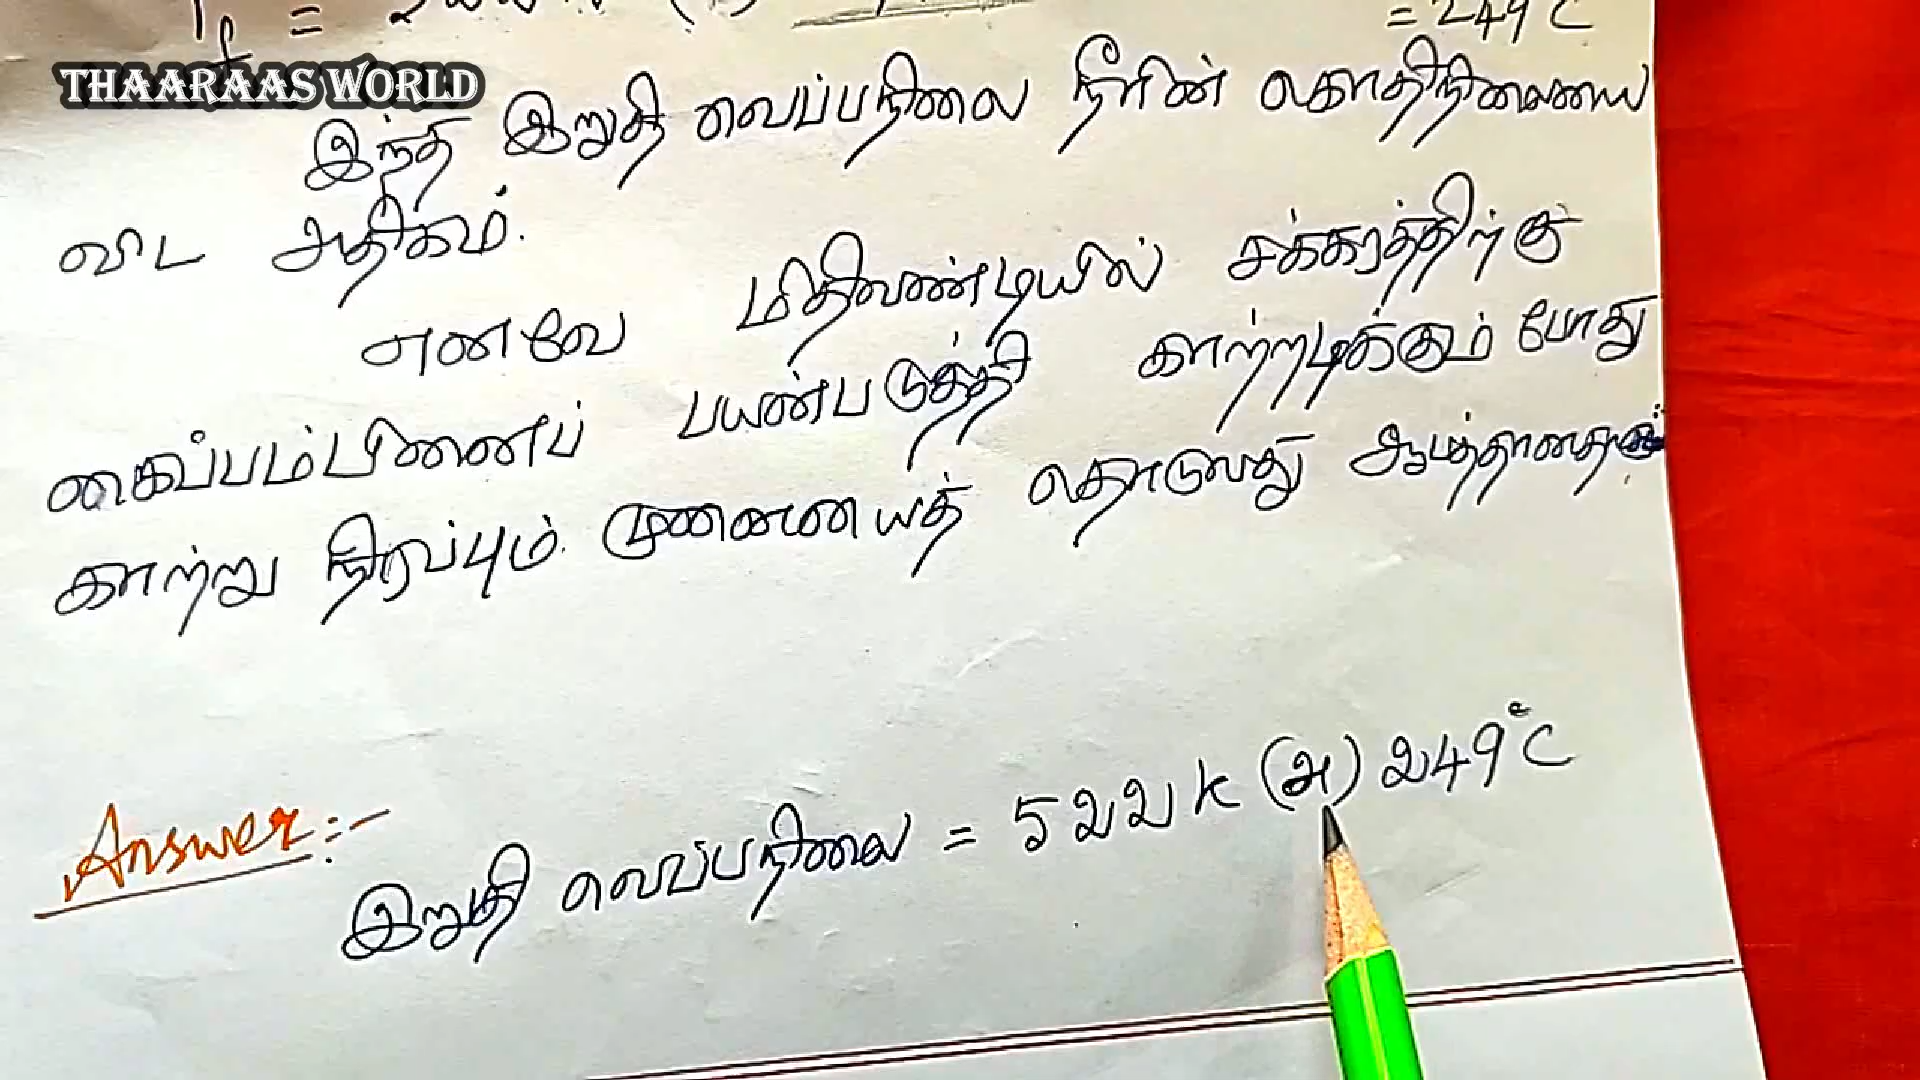 = 249°C
THAARAAS WORLD
இந்த இறுதி வெப்பநிலை நீரின் கொதிநிலையை
விட அதிகம்.
எனவே மிதிவண்டியில் சக்கரத்திற்கு
கைப்பம்பினைப் பயன்படுத்தி காற்றடிக்கும் போது
காற்று நிரப்பும் முனையைத் தொடுவது ஆபத்தானதாகும்.
Answer:-
இறுதி வெப்பநிலை = 522 K (அ) 249°C